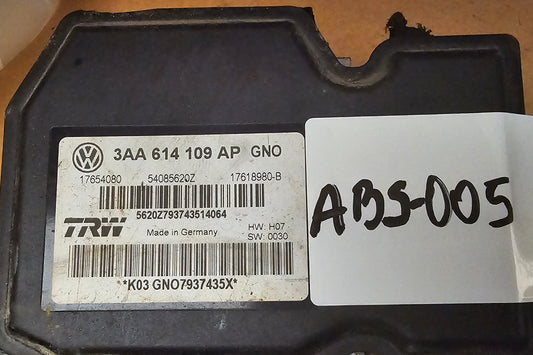 3AA 614 109 AP GNO
17654080 54085620Z 17618980-B
5620Z793743514064
TRW Made in Germany HW: H07
SW: 0030
*K03 GNO7937435X*
ABS-005